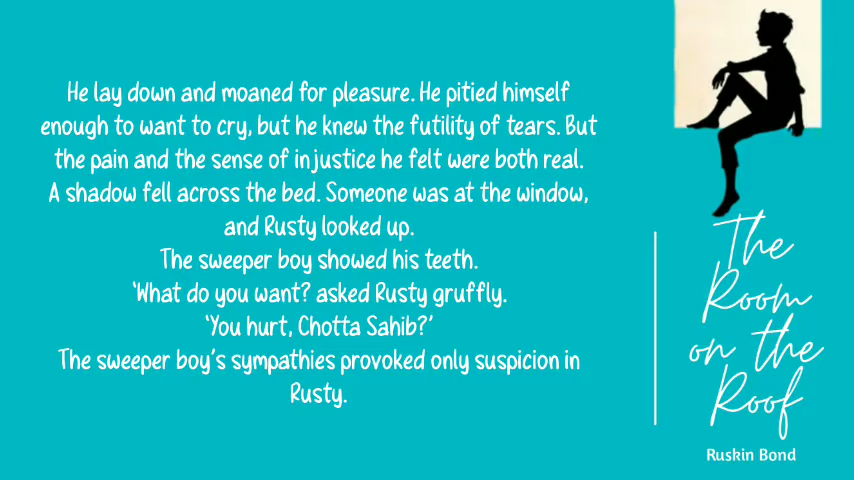 He lay down and moaned for pleasure. He pitied himself
enough to want to cry, but he knew the futility of tears. But
the pain and the sense of injustice he felt were both real.
A shadow fell across the bed. Someone was at the window,
and Rusty looked up.
The sweeper boy showed his teeth.
‘What do you want? asked Rusty gruffly.
‘You hurt, Chotta Sahib?’
The sweeper boy’s sympathies provoked only suspicion in
Rusty.
The
Room
on the
Roof
Ruskin Bond